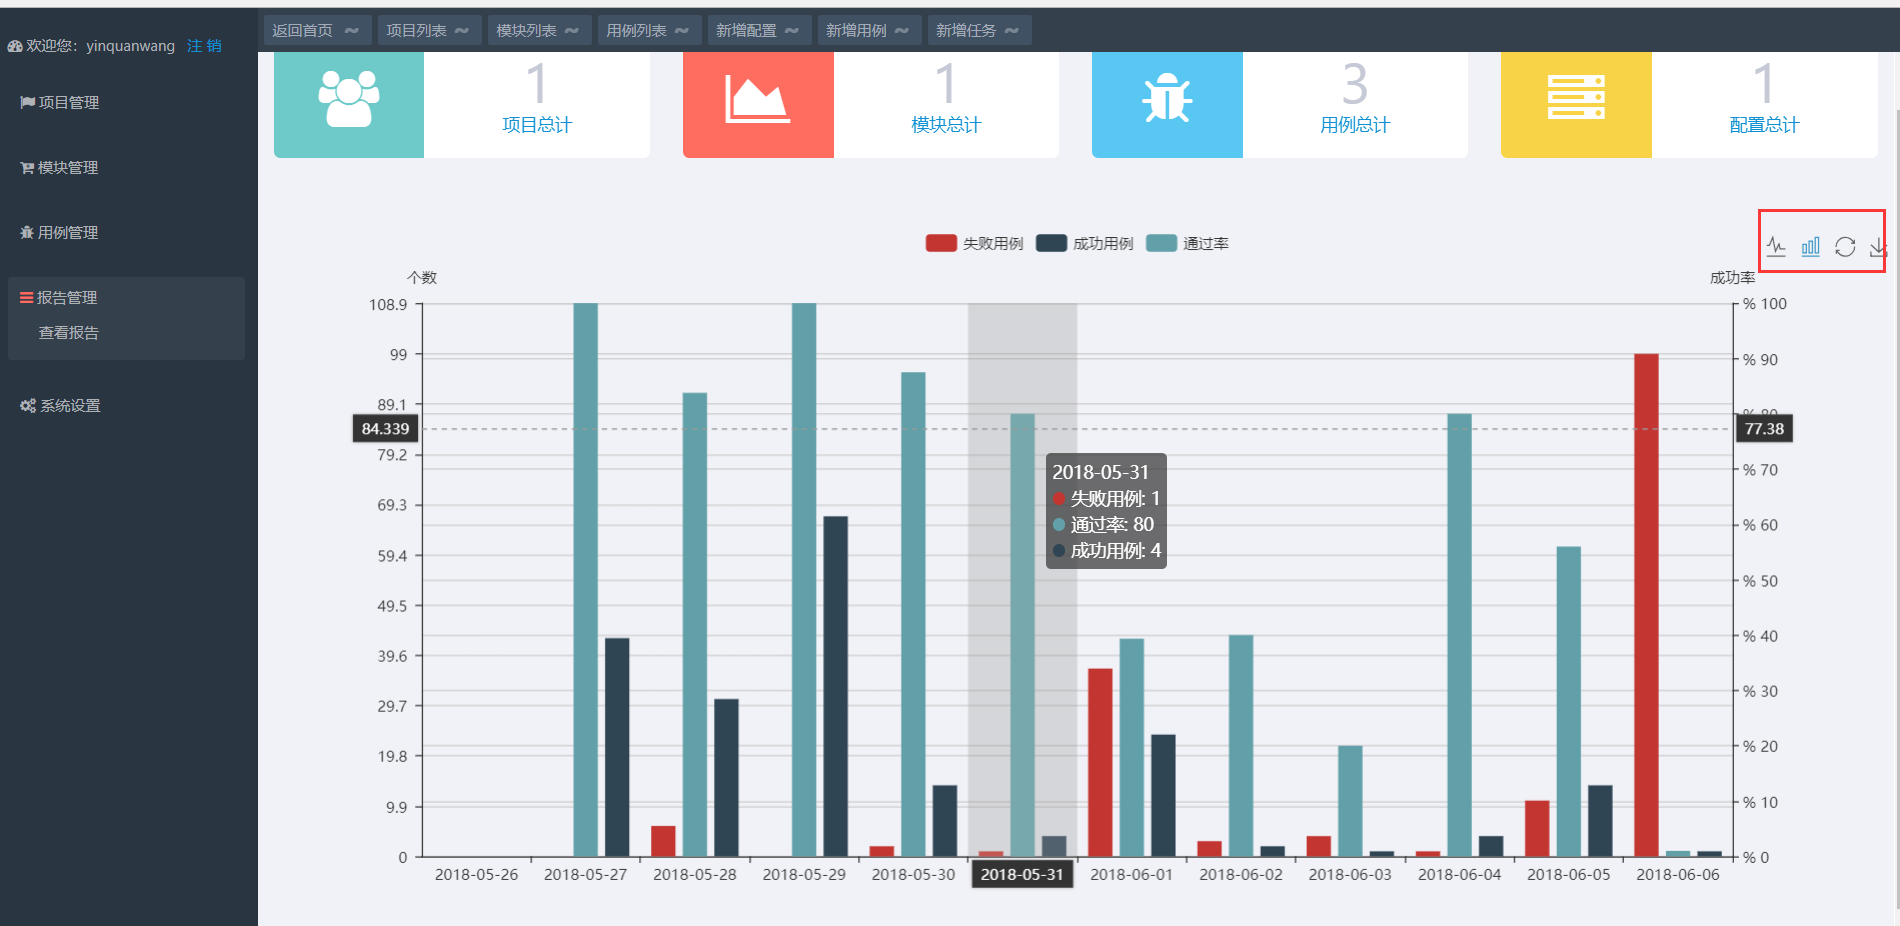 欢迎您：yinquanwang 注 销
项目管理
模块管理
用例管理
报告管理
查看报告
系统设置
返回首页 项目列表 模块列表 用例列表 新增配置 新增用例 新增任务
1
项目总计
1
模块总计
3
用例总计
1
配置总计
失败用例 成功用例 通过率
个数
成功率
108.9
99
89.1
84.339
79.2
69.3
59.4
49.5
39.6
29.7
19.8
9.9
0
% 100
% 90
% 80
77.38
% 70
% 60
% 50
% 40
% 30
% 20
% 10
% 0
2018-05-31
失败用例: 1
通过率: 80
成功用例: 4
2018-05-26 2018-05-27 2018-05-28 2018-05-29 2018-05-30 2018-05-31 2018-06-01 2018-06-02 2018-06-03 2018-06-04 2018-06-05 2018-06-06